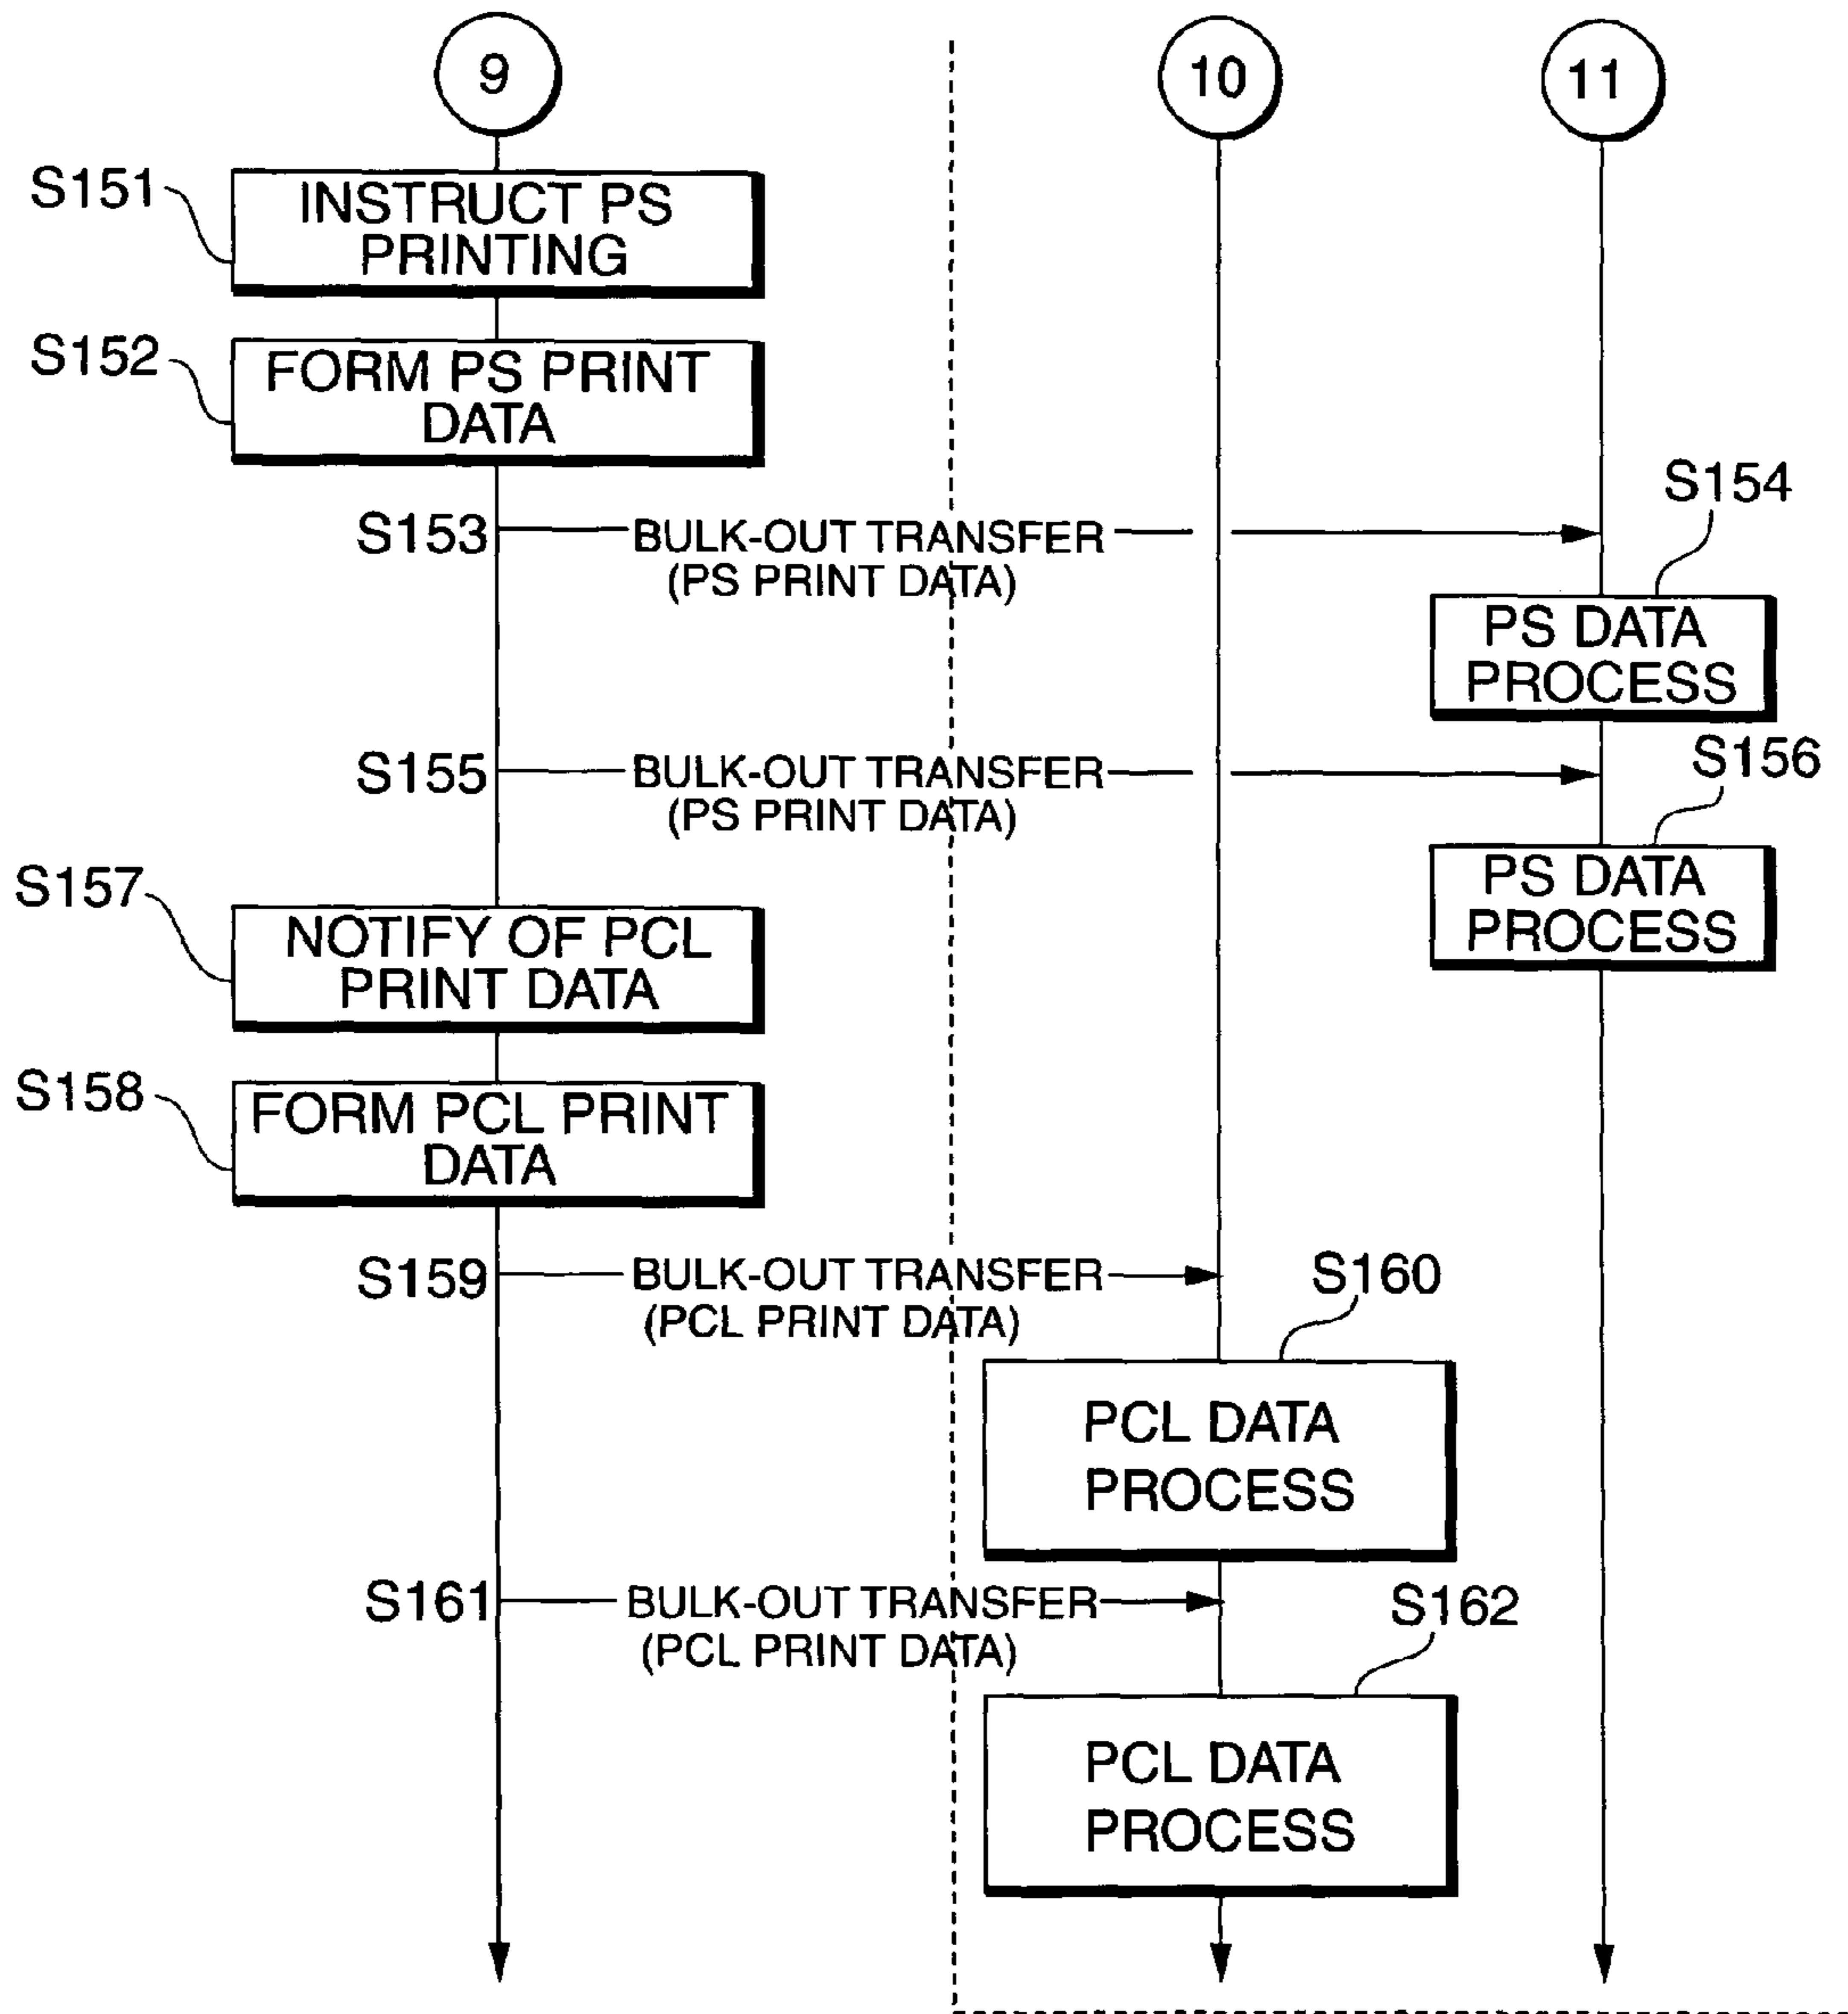 9
10
11
S151
INSTRUCT PS
PRINTING
S152
FORM PS PRINT
DATA
S153
BULK-OUT TRANSFER
(PS PRINT DATA)
S154
PS DATA
PROCESS
S155
BULK-OUT TRANSFER
(PS PRINT DATA)
S156
PS DATA
PROCESS
S157
NOTIFY OF PCL
PRINT DATA
S158
FORM PCL PRINT
DATA
S159
BULK-OUT TRANSFER
(PCL PRINT DATA)
S160
PCL DATA
PROCESS
S161
BULK-OUT TRANSFER
(PCL PRINT DATA)
S162
PCL DATA
PROCESS